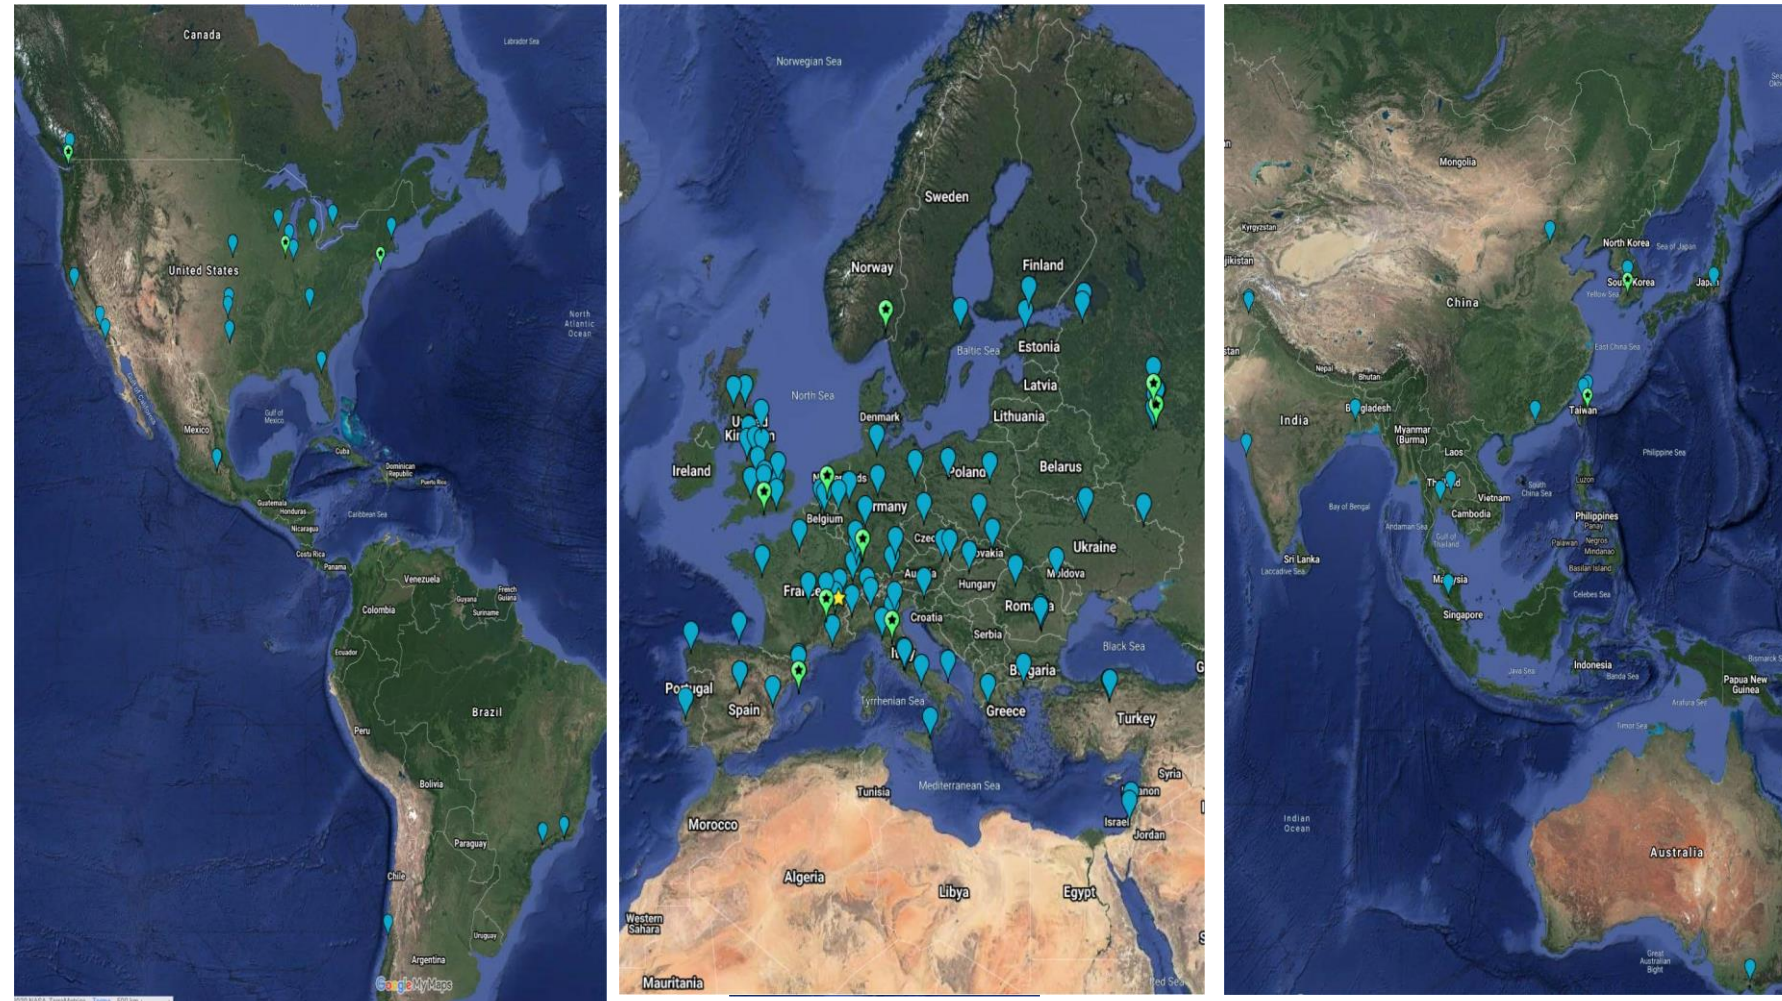 Canada
Labrador Sea
United States
North
Atlantic
Ocean
Gulf of California
Gulf of
Mexico
Mexico
Cuba
Dominican
Republic
Puerto Rico
Guatemala
Honduras
Caribbean Sea
Nicaragua
Costa Rica
Panama
Venezuela
Guyana
French
Guiana
Suriname
Colombia
Ecuador
Brazil
Peru
Bolivia
Paraguay
Chile
Uruguay
Argentina
Google My Maps
Norwegian Sea
Sweden
Norway
Finland
Baltic Sea
Estonia
North Sea
Latvia
Denmark
Lithuania
Ireland
Poland
Belarus
Belgium
Ukraine
Hungary
Croatia
Serbia
Black Sea
Portugal
Spain
Tyrrhenian Sea
Greece
Turkey
Mediterranean Sea
Syria
Tunisia
Israel
Jordan
Morocco
Algeria
Libya
Egypt
Western
Sahara
Mauritania
Red Sea
Mongolia
Kyrgyzstan
North Korea
Sea of Japan
Yellow Sea
China
East China Sea
Nepal
Bhutan
India
Taiwan
Myanmar
(Burma)
Laos
Philippine Sea
Luzon
Vietnam
South
China Sea
Bay of Bengal
Cambodia
Philippines
Andaman Sea
Panay
Gulf of
Thailand
Palawan
Negros
Mindanao
Sri Lanka
Laccadive Sea
Basilan Island
Celebes Sea
Singapore
Indonesia
Java Sea
Banda Sea
Papua New
Guinea
Arafura Sea
Timor Sea
Indian
Ocean
Australia
Great
Australian
Bight